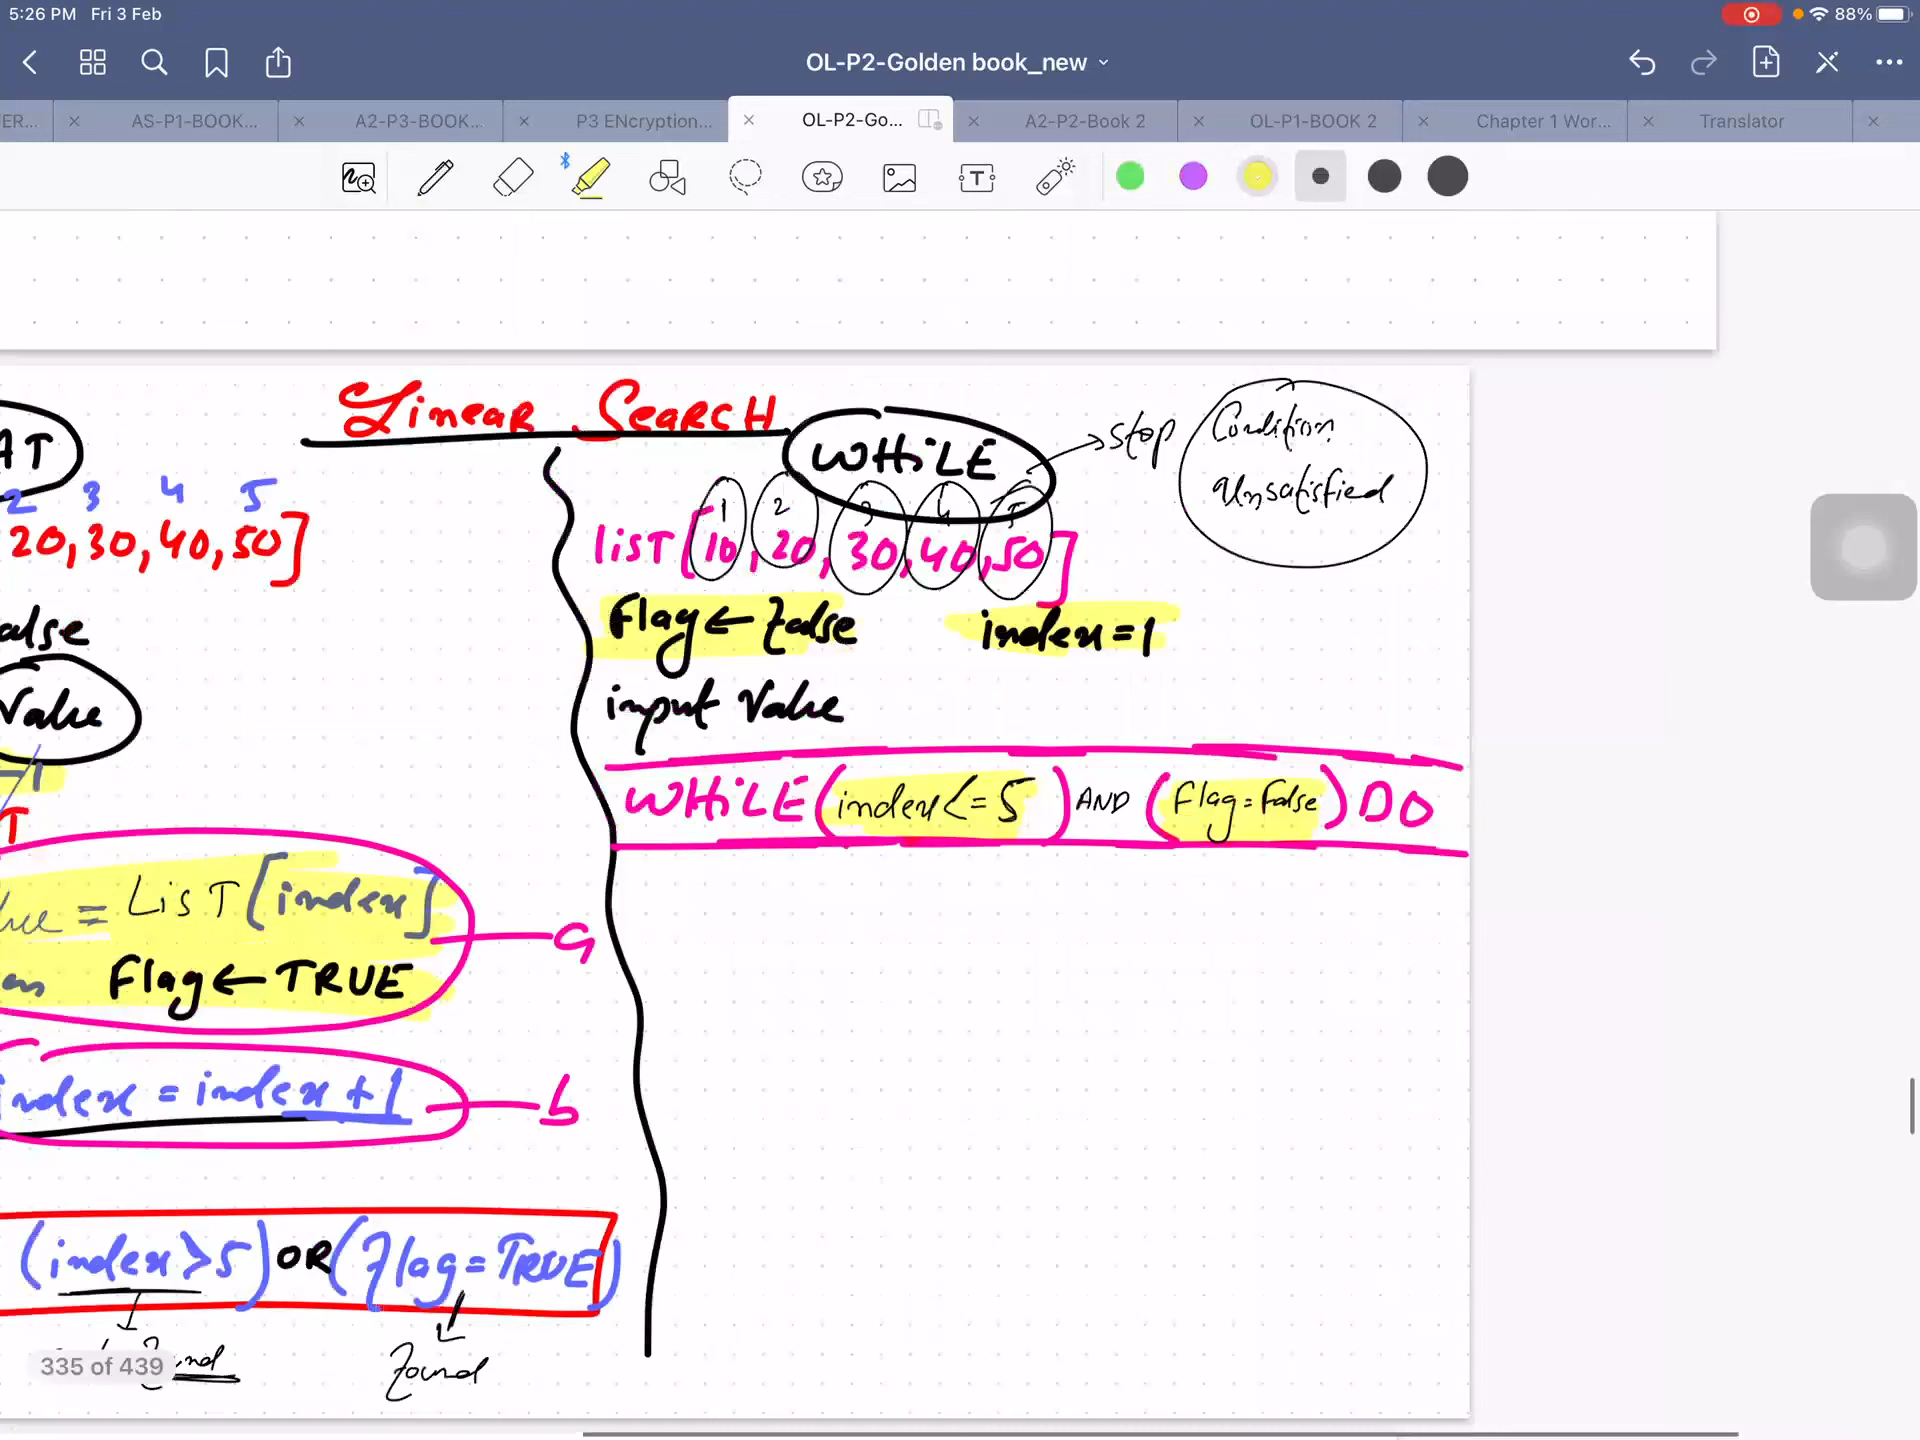 5:26 PM Fri 3 Feb
88%
OL-P2-Golden book_new
ER...
AS-P1-BOOK...
A2-P3-BOOK...
P3 ENcryption...
OL-P2-Go...
A2-P2-Book 2
OL-P1-BOOK 2
Chapter 1 Wor...
Translator
Linear Search
AT
2 3 4 5
20,30,40,50]
alse
Value
1
T
= LisT[index]
Flag ← TRUE
a
index = index + 1
b
(index > 5) OR (Flag = TRUE)
Found
335 of 439
WHiLE
→ stop
Condition
unsatisfied
1 2 3 4 5
lisT[10, 20, 30, 40, 50]
Flag ← False
index = 1
input Value
WHiLE (index <= 5) AND (Flag = False) DO